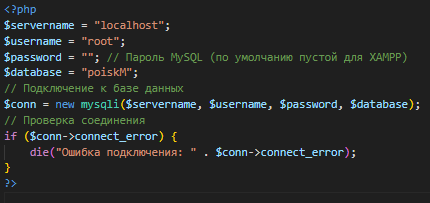 <?php
$servername = "localhost";
$username = "root";
$password = ""; // Пароль MySQL (по умолчанию пустой для XAMPP)
$database = "poiskM";
// Подключение к базе данных
$conn = new mysqli($servername, $username, $password, $database);
// Проверка соединения
if ($conn->connect_error) {
    die("Ошибка подключения: " . $conn->connect_error);
}
?>